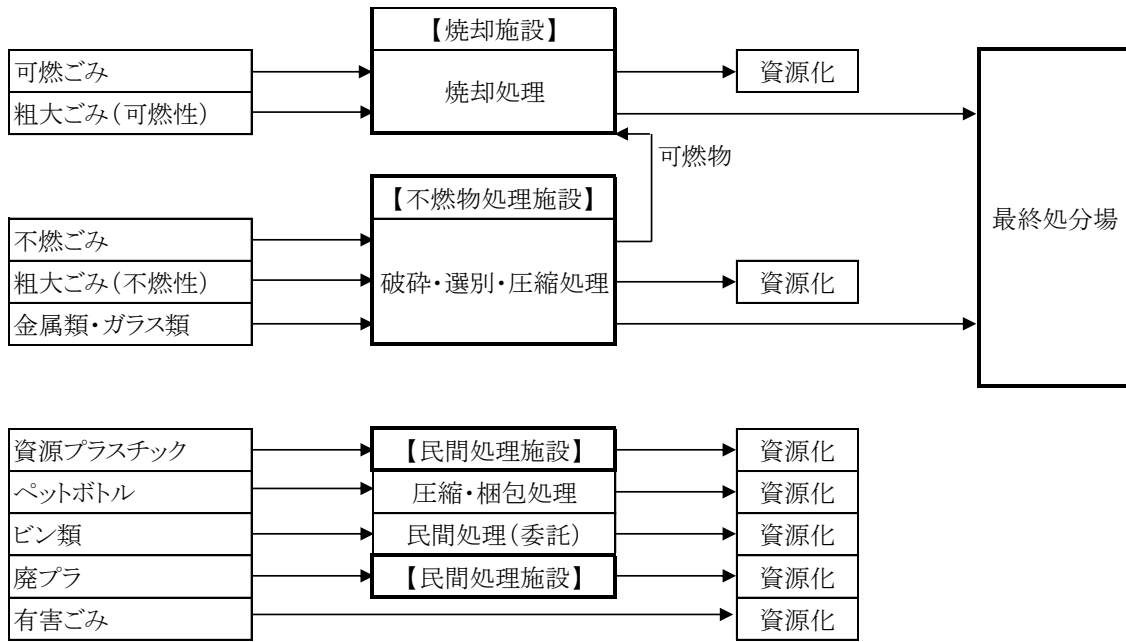 【焼却施設】
可燃ごみ
焼却処理
資源化
粗大ごみ(可燃性)
可燃物
【不燃物処理施設】
最終処分場
不燃ごみ
粗大ごみ(不燃性)
破砕・選別・圧縮処理
資源化
金属類・ガラス類
資源プラスチック
【民間処理施設】
資源化
ペットボトル
圧縮・梱包処理
資源化
ビン類
民間処理(委託)
資源化
廃プラ
【民間処理施設】
資源化
有害ごみ
資源化